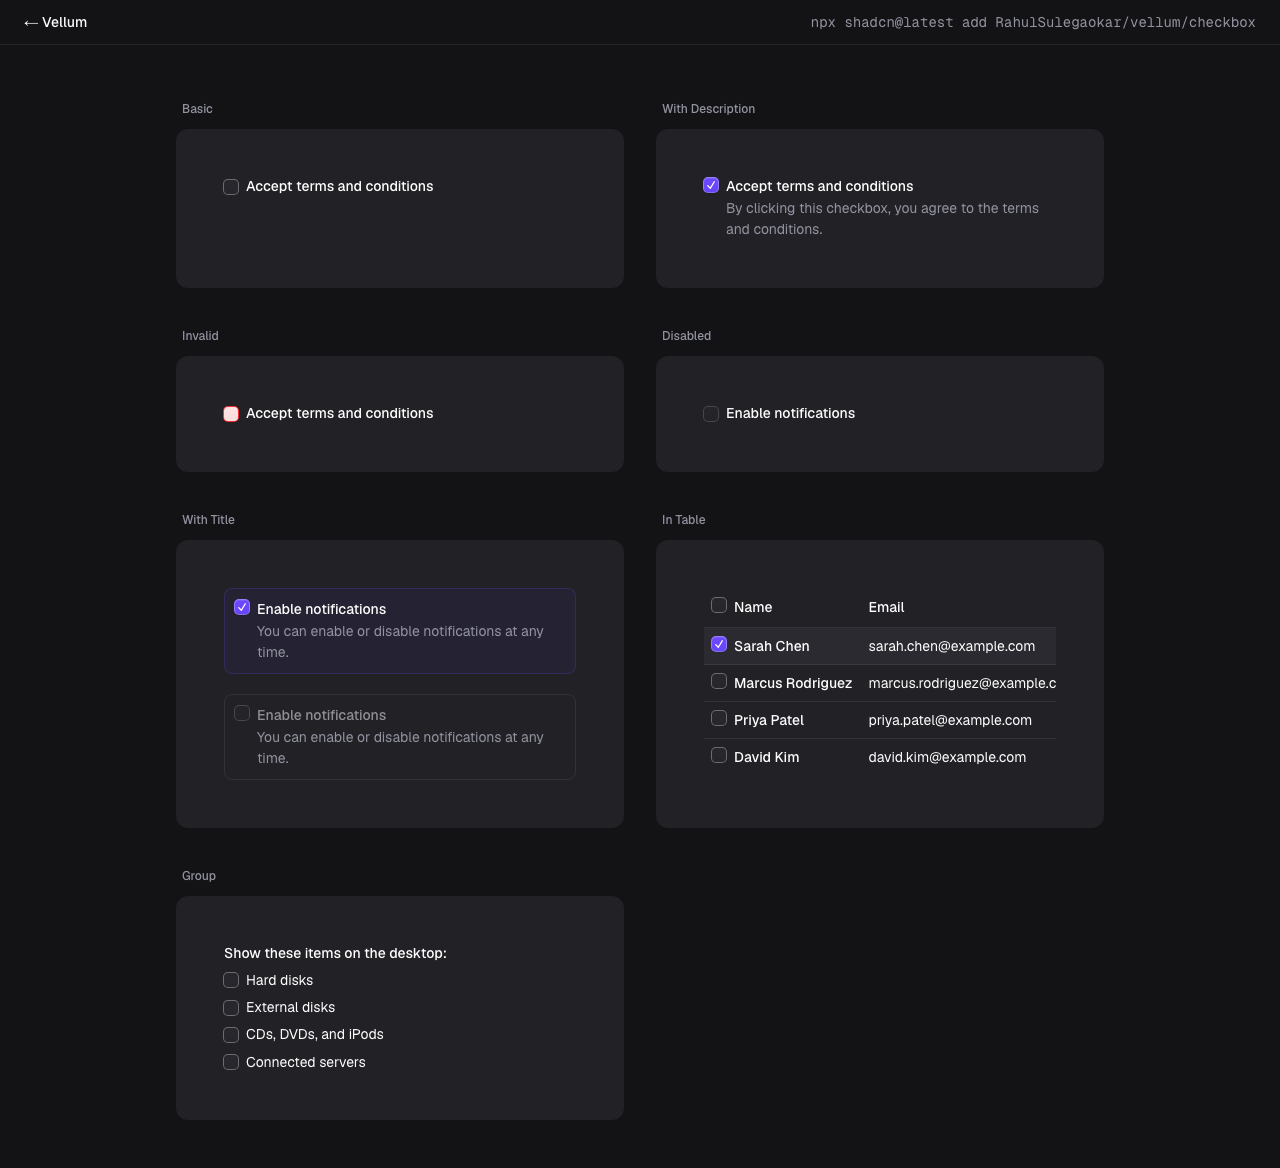 ← Vellum
npx shadcn@latest add RahulSulegaokar/vellum/checkbox
Basic
Accept terms and conditions
With Description
Accept terms and conditions
By clicking this checkbox, you agree to the terms
and conditions.
Invalid
Accept terms and conditions
Disabled
Enable notifications
With Title
Enable notifications
You can enable or disable notifications at any
time.
Enable notifications
You can enable or disable notifications at any
time.
In Table
Name Email
Sarah Chen sarah.chen@example.com
Marcus Rodriguez marcus.rodriguez@example.c
Priya Patel priya.patel@example.com
David Kim david.kim@example.com
Group
Show these items on the desktop:
Hard disks
External disks
CDs, DVDs, and iPods
Connected servers